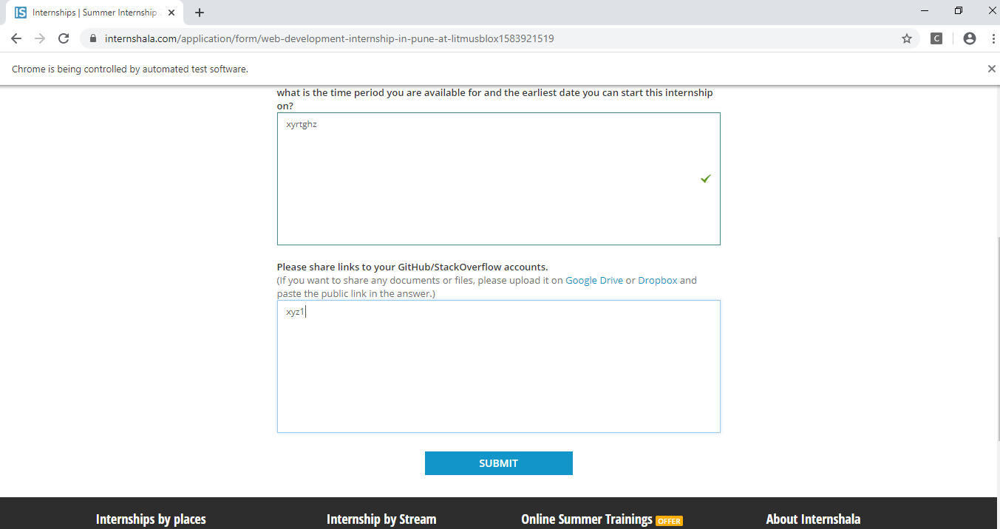 IS Internships | Summer Internship
internshala.com/application/form/web-development-internship-in-pune-at-litmusblox1583921519
C
Chrome is being controlled by automated test software.
what is the time period you are available for and the earliest date you can start this internship
on?
xyrtghz
Please share links to your GitHub/StackOverflow accounts.
(If you want to share any documents or files, please upload it on Google Drive or Dropbox and
paste the public link in the answer.)
xyz1
SUBMIT
Internships by places Internship by Stream Online Summer Trainings OFFER About Internshala